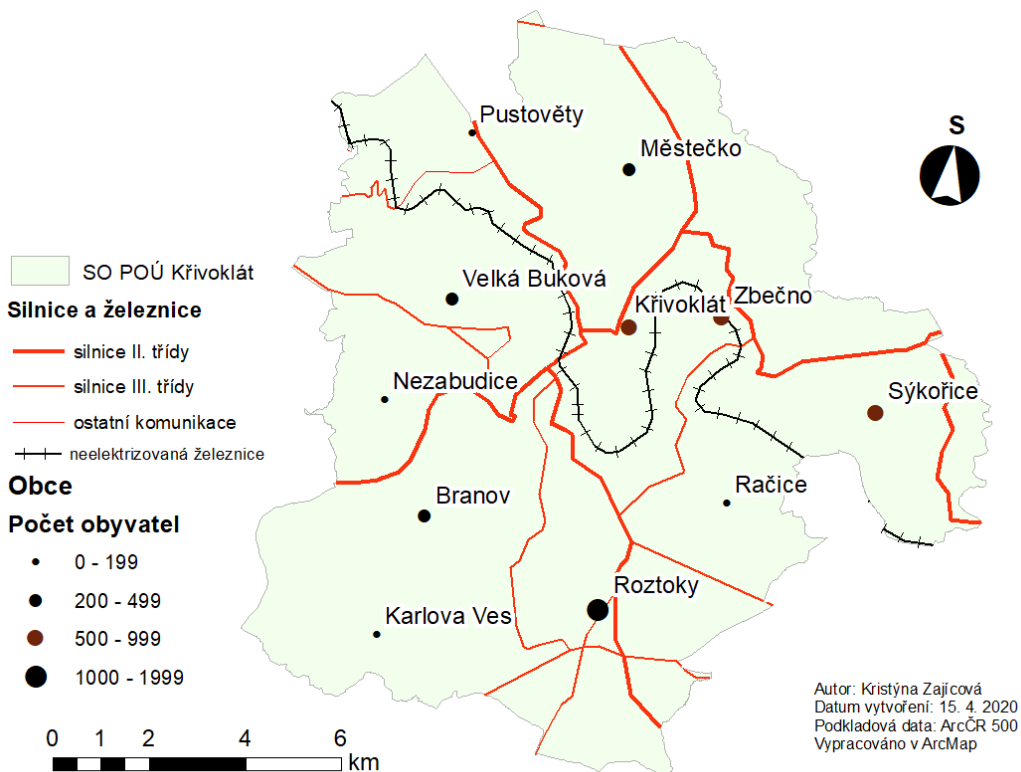 Pustověty
Městečko
S
Velká Buková
Křivoklát
Zbečno
Nezabudice
Sýkořice
Branov
Račice
Roztoky
Karlova Ves
SO POÚ Křivoklát
Silnice a železnice
silnice II. třídy
silnice III. třídy
ostatní komunikace
neelektrizovaná železnice
Obce
Počet obyvatel
0 - 199
200 - 499
500 - 999
1000 - 1999
0 1 2 4 6
km
Autor: Kristýna Zajícová
Datum vytvoření: 15. 4. 2020
Podkladová data: ArcČR 500
Vypracováno v ArcMap